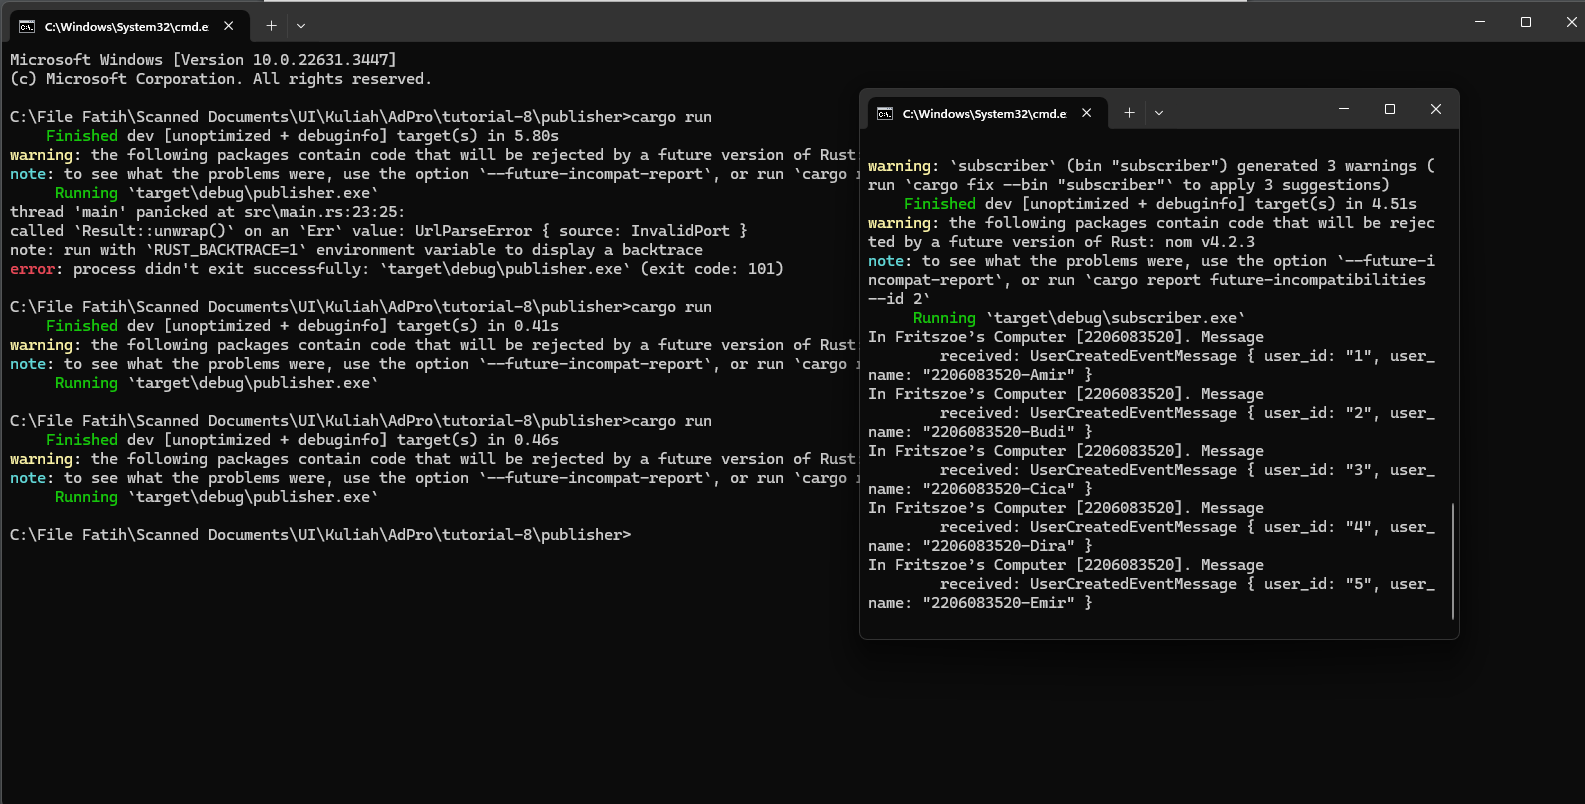 C:\Windows\System32\cmd.e
Microsoft Windows [Version 10.0.22631.3447]
(c) Microsoft Corporation. All rights reserved.
C:\File Fatih\Scanned Documents\UI\Kuliah\AdPro\tutorial-8\publisher>cargo run
Finished dev [unoptimized + debuginfo] target(s) in 5.80s
warning: the following packages contain code that will be rejected by a future version of Rust:
note: to see what the problems were, use the option `--future-incompat-report`, or run `cargo r
Running `target\debug\publisher.exe`
thread 'main' panicked at src\main.rs:23:25:
called `Result::unwrap()` on an `Err` value: UrlParseError { source: InvalidPort }
note: run with `RUST_BACKTRACE=1` environment variable to display a backtrace
error: process didn't exit successfully: `target\debug\publisher.exe` (exit code: 101)
C:\File Fatih\Scanned Documents\UI\Kuliah\AdPro\tutorial-8\publisher>cargo run
Finished dev [unoptimized + debuginfo] target(s) in 0.41s
warning: the following packages contain code that will be rejected by a future version of Rust:
note: to see what the problems were, use the option `--future-incompat-report`, or run `cargo r
Running `target\debug\publisher.exe`
C:\File Fatih\Scanned Documents\UI\Kuliah\AdPro\tutorial-8\publisher>cargo run
Finished dev [unoptimized + debuginfo] target(s) in 0.46s
warning: the following packages contain code that will be rejected by a future version of Rust:
note: to see what the problems were, use the option `--future-incompat-report`, or run `cargo r
Running `target\debug\publisher.exe`
C:\File Fatih\Scanned Documents\UI\Kuliah\AdPro\tutorial-8\publisher>
C:\Windows\System32\cmd.e
warning: `subscriber` (bin "subscriber") generated 3 warnings (
run `cargo fix --bin "subscriber"` to apply 3 suggestions)
Finished dev [unoptimized + debuginfo] target(s) in 4.51s
warning: the following packages contain code that will be rejec
ted by a future version of Rust: nom v4.2.3
note: to see what the problems were, use the option `--future-i
ncompat-report`, or run `cargo report future-incompatibilities
--id 2`
Running `target\debug\subscriber.exe`
In Fritszoe’s Computer [2206083520]. Message
received: UserCreatedEventMessage { user_id: "1", user_
name: "2206083520-Amir" }
In Fritszoe’s Computer [2206083520]. Message
received: UserCreatedEventMessage { user_id: "2", user_
name: "2206083520-Budi" }
In Fritszoe’s Computer [2206083520]. Message
received: UserCreatedEventMessage { user_id: "3", user_
name: "2206083520-Cica" }
In Fritszoe’s Computer [2206083520]. Message
received: UserCreatedEventMessage { user_id: "4", user_
name: "2206083520-Dira" }
In Fritszoe’s Computer [2206083520]. Message
received: UserCreatedEventMessage { user_id: "5", user_
name: "2206083520-Emir" }